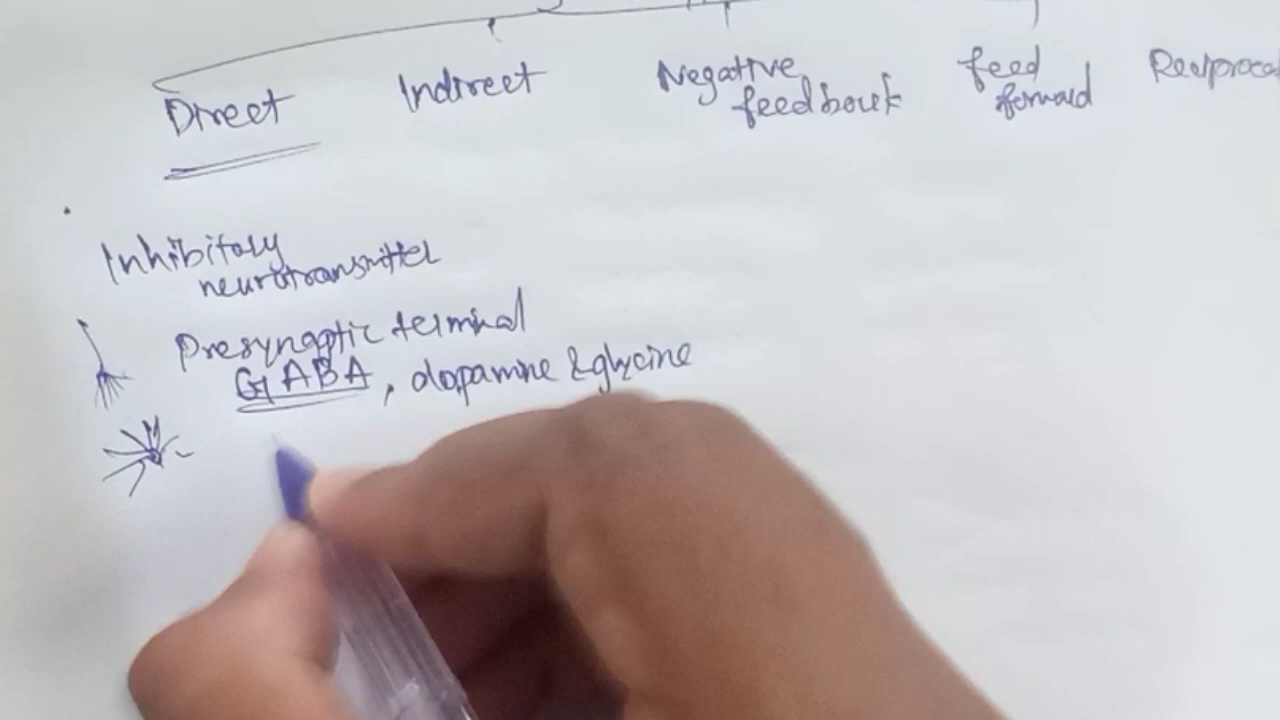 Direct
Indirect
Negative
feedback
feed
forward
Reciprocal
Inhibitory
neurotransmitter
Presynaptic terminal
GABA, dopamine & glycine